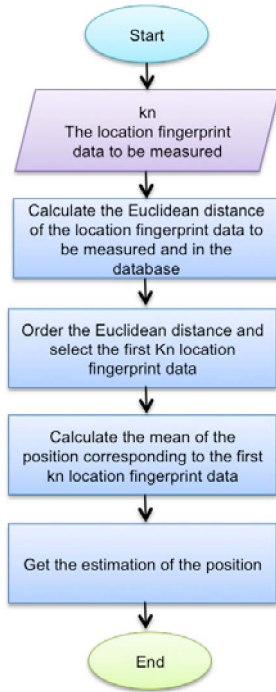 Start
kn
The location fingerprint
data to be measured
Calculate the Euclidean distance
of the location fingerprint data to
be measured and in the
database
Order the Euclidean distance and
select the first Kn location
fingerprint data
Calculate the mean of the
position corresponding to the first
kn location fingerprint data
Get the estimation of the position
End